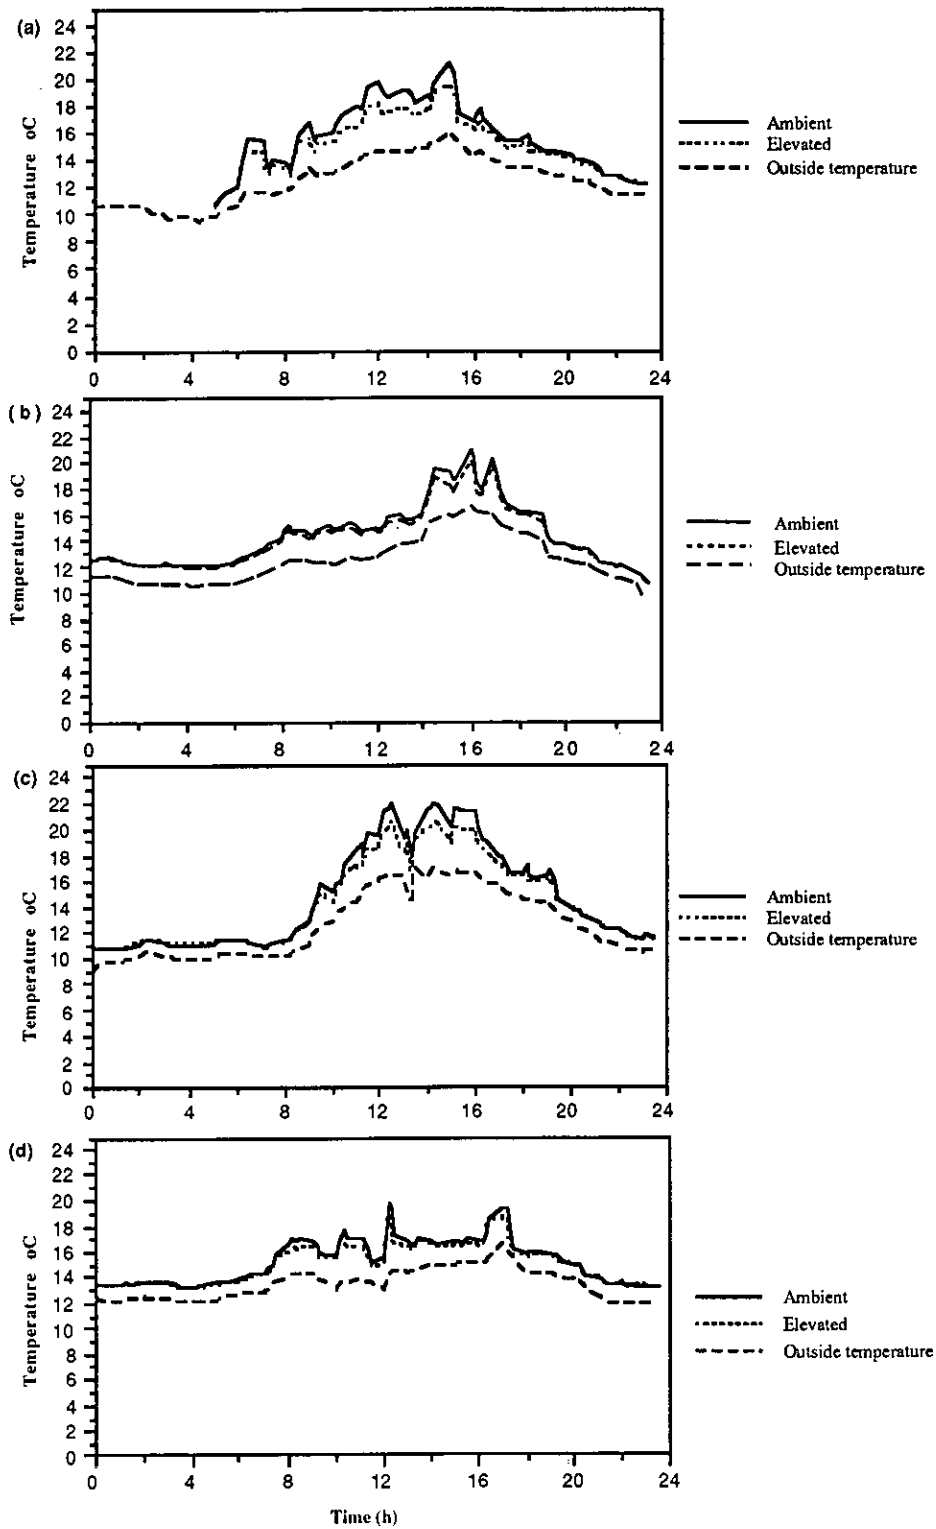 (a)
24
22
20
18
16
14
12
10
8
6
4
2
0
Temperature oC
0 4 8 12 16 20 24
Ambient
Elevated
Outside temperature
(b)
24
22
20
18
16
14
12
10
8
6
4
2
0
Temperature oC
0 4 8 12 16 20 24
Ambient
Elevated
Outside temperature
(c)
24
22
20
18
16
14
12
10
8
6
4
2
0
Temperature oC
0 4 8 12 16 20 24
Ambient
Elevated
Outside temperature
(d)
24
22
20
18
16
14
12
10
8
6
4
2
0
Temperature oC
0 4 8 12 16 20 24
Ambient
Elevated
Outside temperature
Time (h)